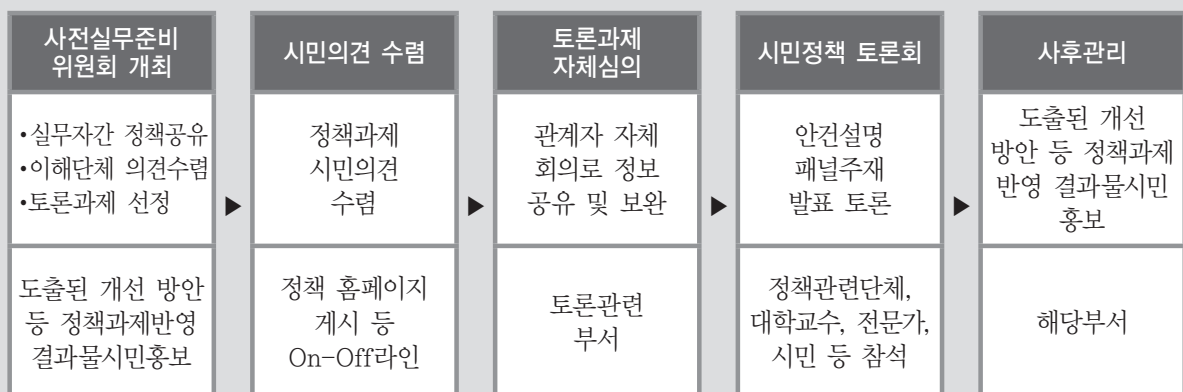 사전실무준비
위원회 개최
•실무자간 정책공유
•이해단체 의견수렴
•토론과제 선정
도출된 개선 방안
등 정책과제반영
결과물시민홍보
▶
시민의견 수렴
정책과제
시민의견
수렴
정책 홈페이지
게시 등
On-Off라인
▶
토론과제
자체심의
관계자 자체
회의로 정보
공유 및 보완
토론관련
부서
▶
시민정책 토론회
안건설명
패널주재
발표 토론
정책관련단체,
대학교수, 전문가,
시민 등 참석
▶
사후관리
도출된 개선
방안 등 정책과제
반영 결과물시민
홍보
해당부서